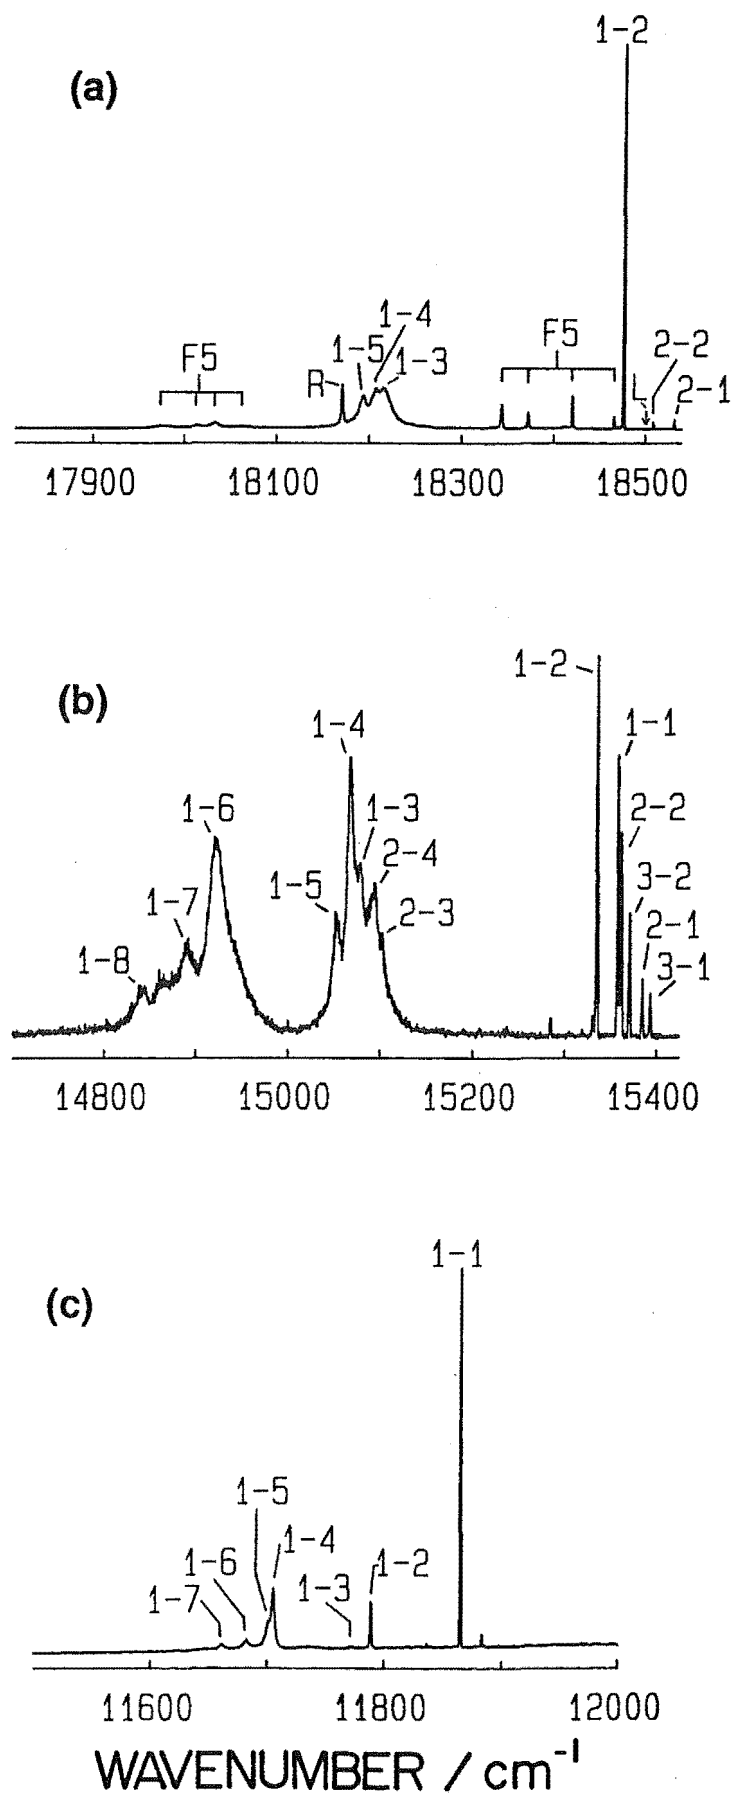 1-2
(a)
1-4
F5
1-5
1-3
F5
2-2
R
L
2-1
17900 18100 18300 18500
1-2
(b)
1-4
1-1
1-6
1-3
2-2
2-4
3-2
1-7
1-5
2-3
2-1
1-8
3-1
14800 15000 15200 15400
1-1
(c)
1-5
1-4
1-6
1-3
1-2
1-7
11600 11800 12000
WAVENUMBER / cm⁻¹